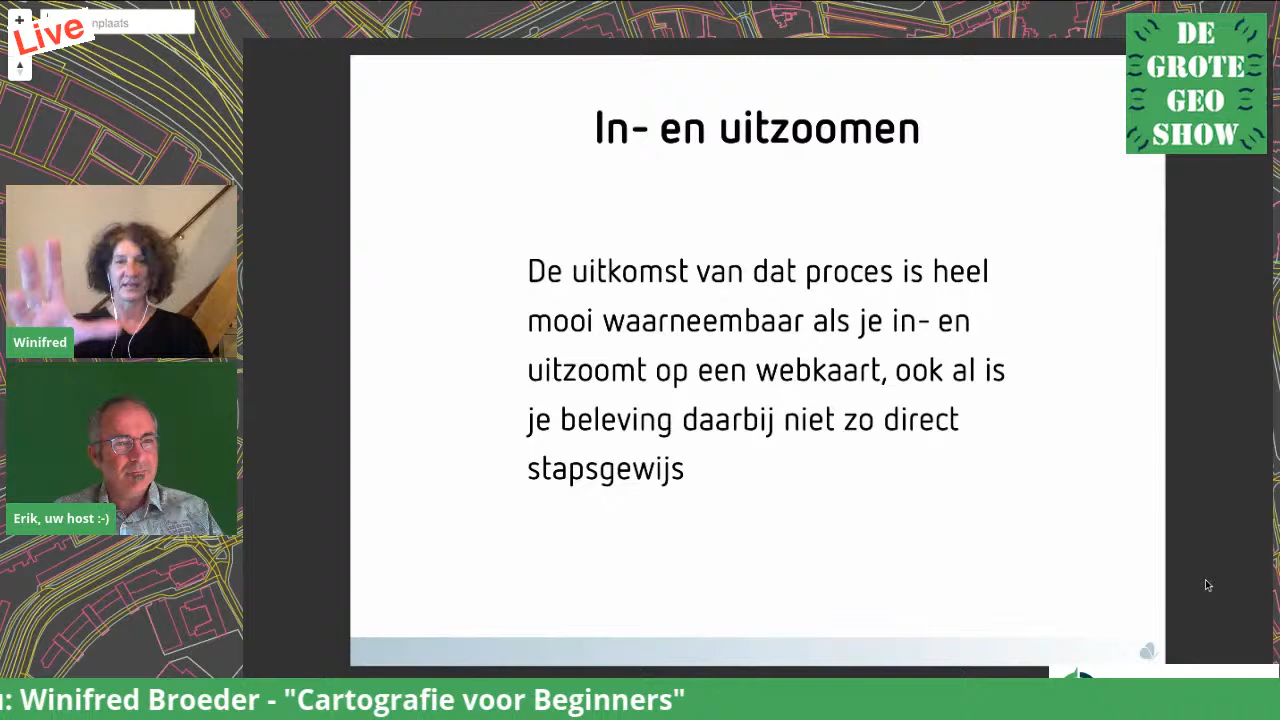 Live
nplaats
DE
GROTE
GEO
SHOW
In- en uitzoomen
De uitkomst van dat proces is heel
mooi waarneembaar als je in- en
uitzoomt op een webkaart, ook al is
je beleving daarbij niet zo direct
stapsgewijs
Winifred
Erik, uw host :-)
: Winifred Broeder - "Cartografie voor Beginners"